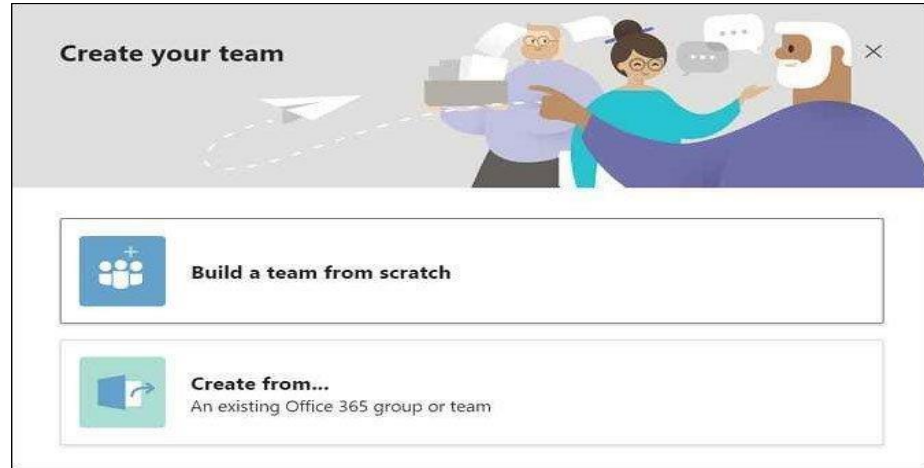 Create your team
Build a team from scratch
Create from...
An existing Office 365 group or team